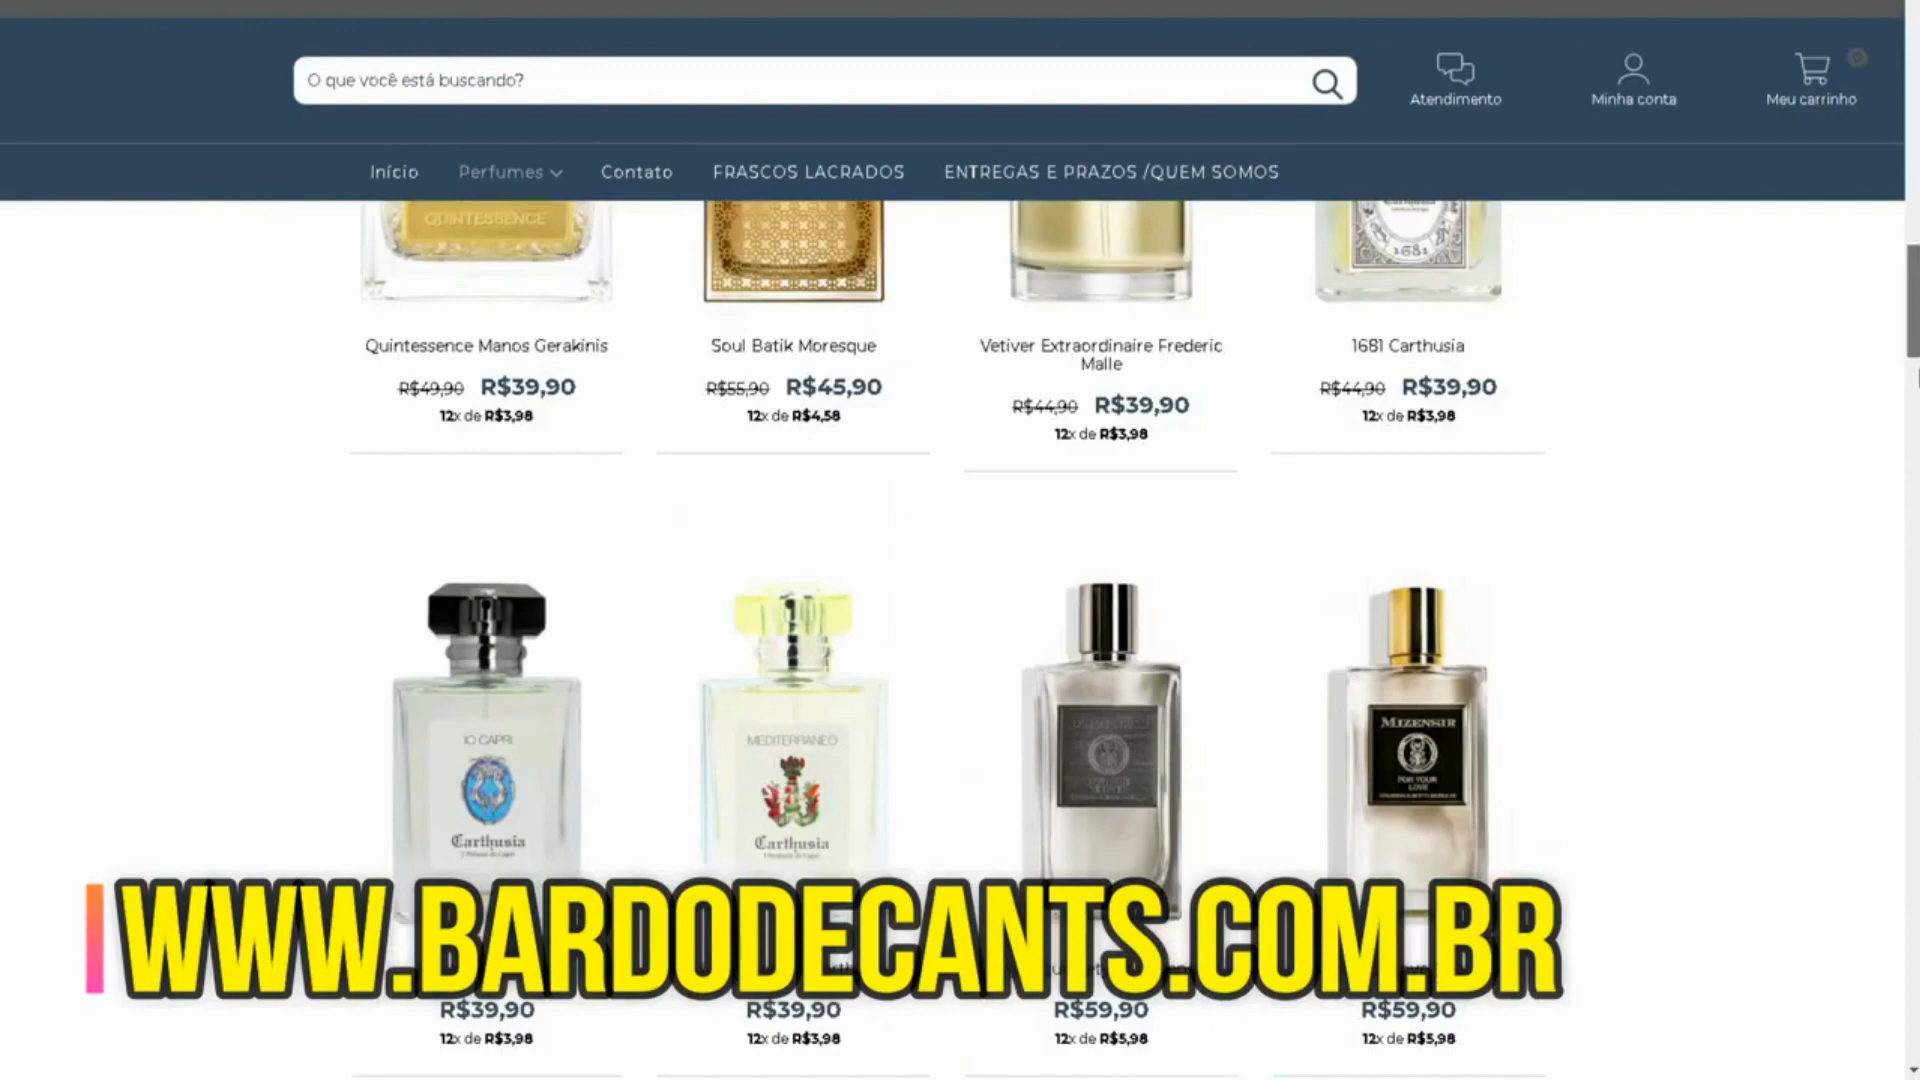 O que você está buscando?
Atendimento
Minha conta
Meu carrinho
0
Início
Perfumes
Contato
FRASCOS LACRADOS
ENTREGAS E PRAZOS /QUEM SOMOS
QUINTESSENCE
1681
Quintessence Manos Gerakinis
R$49,90 R$39,90
12x de R$3,98
Soul Batik Moresque
R$55,90 R$45,90
12x de R$4,58
Vetiver Extraordinaire Frederic
Malle
R$44,90 R$39,90
12x de R$3,98
1681 Carthusia
R$44,90 R$39,90
12x de R$3,98
IO CAPRI
Carthusia
MEDITERRANEO
Carthusia
MIZENSIR
FOR YOUR
LOVE
WWW.BARDODECANTS.COM.BR
R$39,90
12x de R$3,98
R$39,90
12x de R$3,98
R$59,90
12x de R$5,98
R$59,90
12x de R$5,98